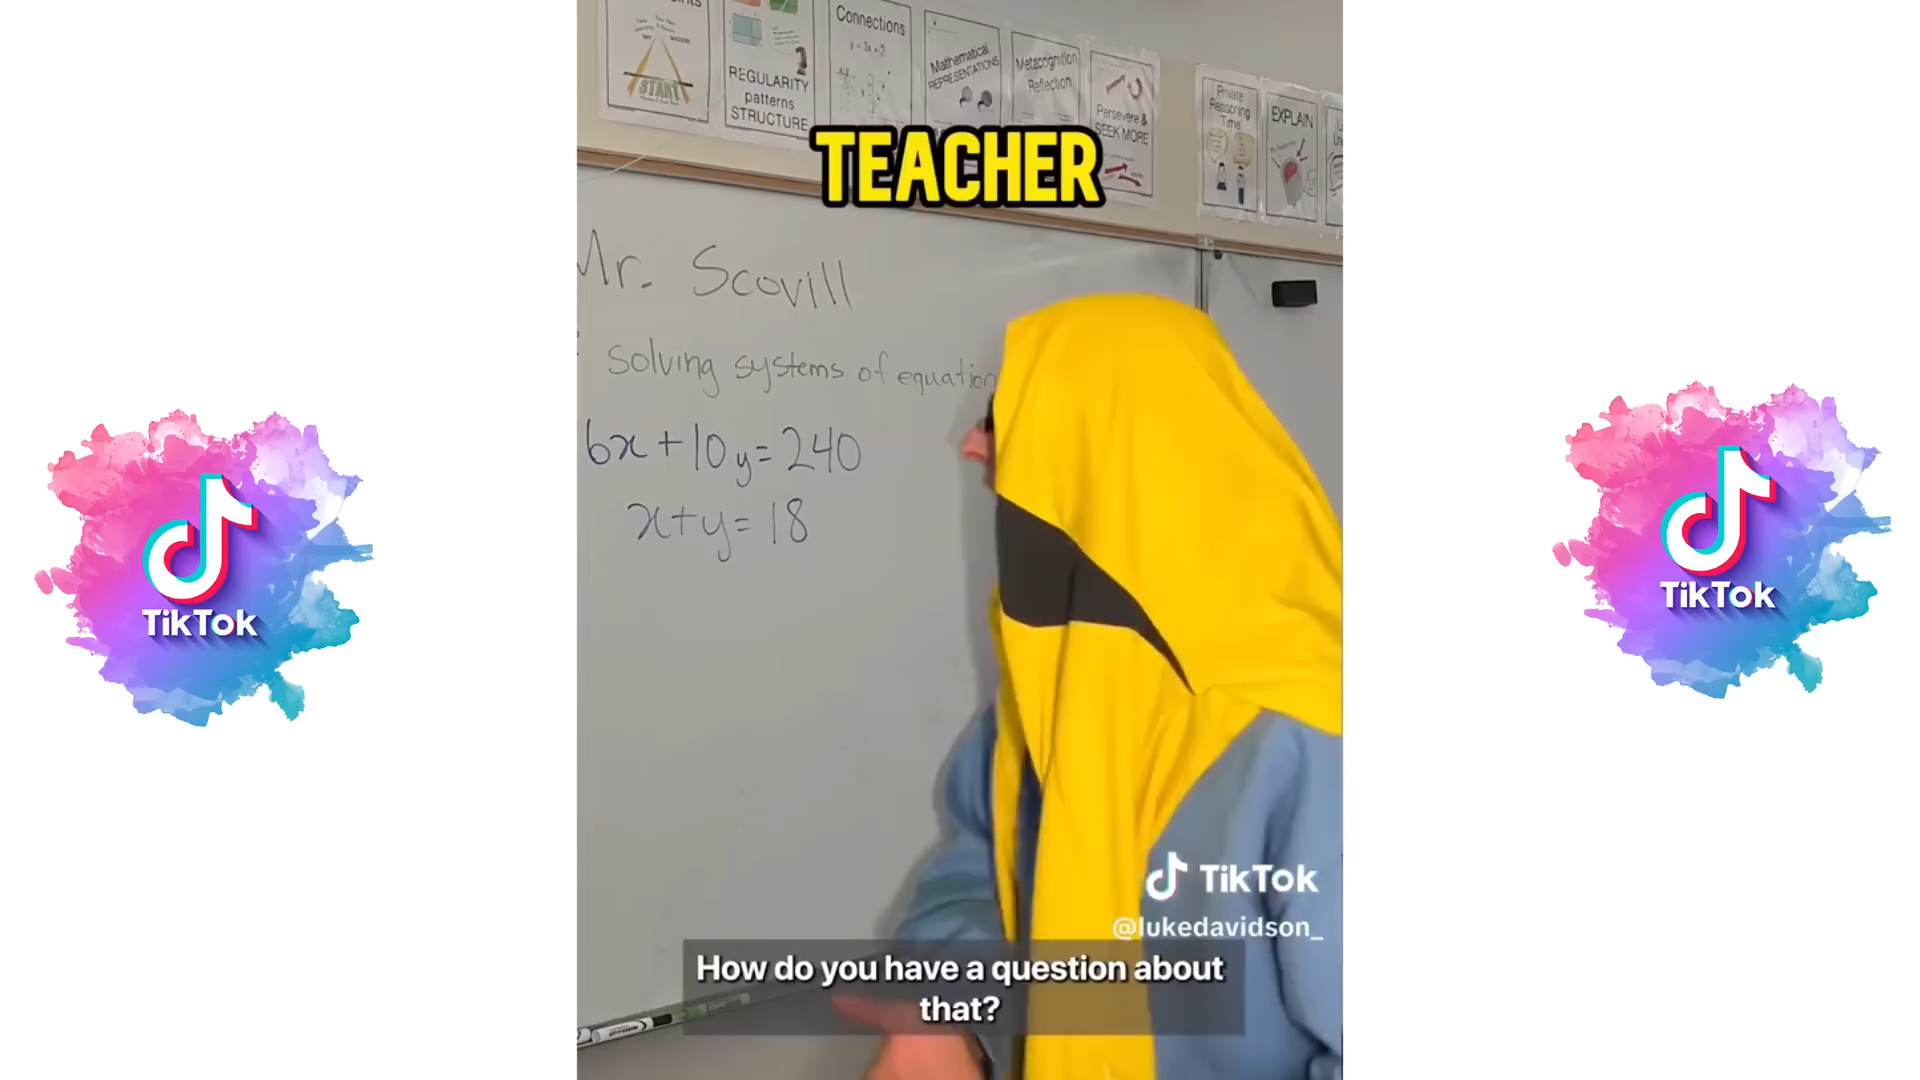 REGULARITY
patterns
STRUCTURE
START
Connections
y = 3x + 2
Mathematical
REPRESENTATIONS
Metacognition
Reflection
Persevere &
SEEK MORE
Private
Reasoning
Time
EXPLAIN
TEACHER
Mr. Scovill
solving systems of equation
6x + 10y = 240
x + y = 18
TikTok
TikTok
TikTok
@lukedavidson_
How do you have a question about
that?